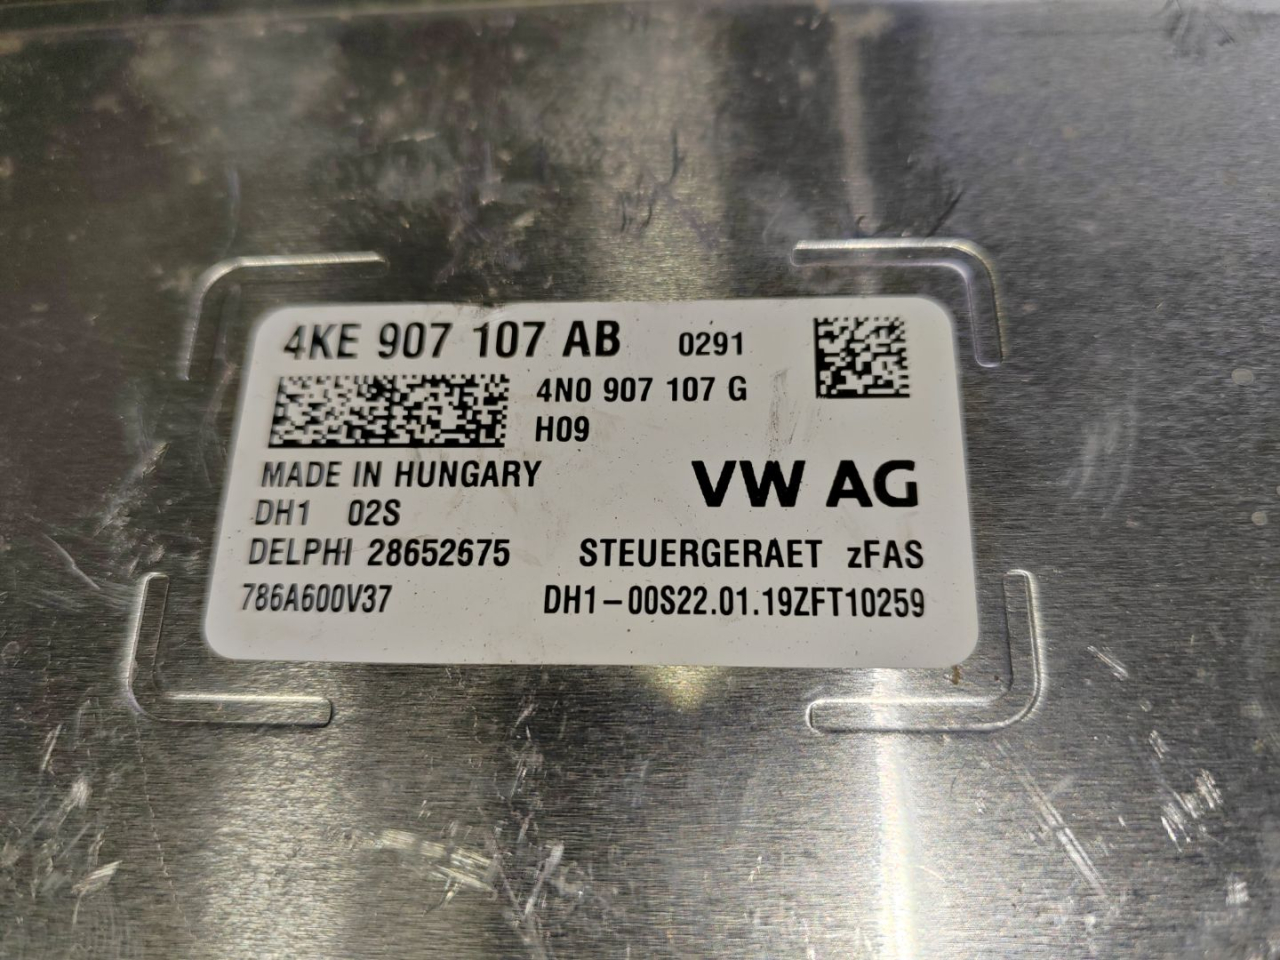 4KE 907 107 AB 0291
4N0 907 107 G
H09
MADE IN HUNGARY
VW AG
DH1 02S
DELPHI 28652675 STEUERGERAET zFAS
786A600V37 DH1-00S22.01.19ZFT10259